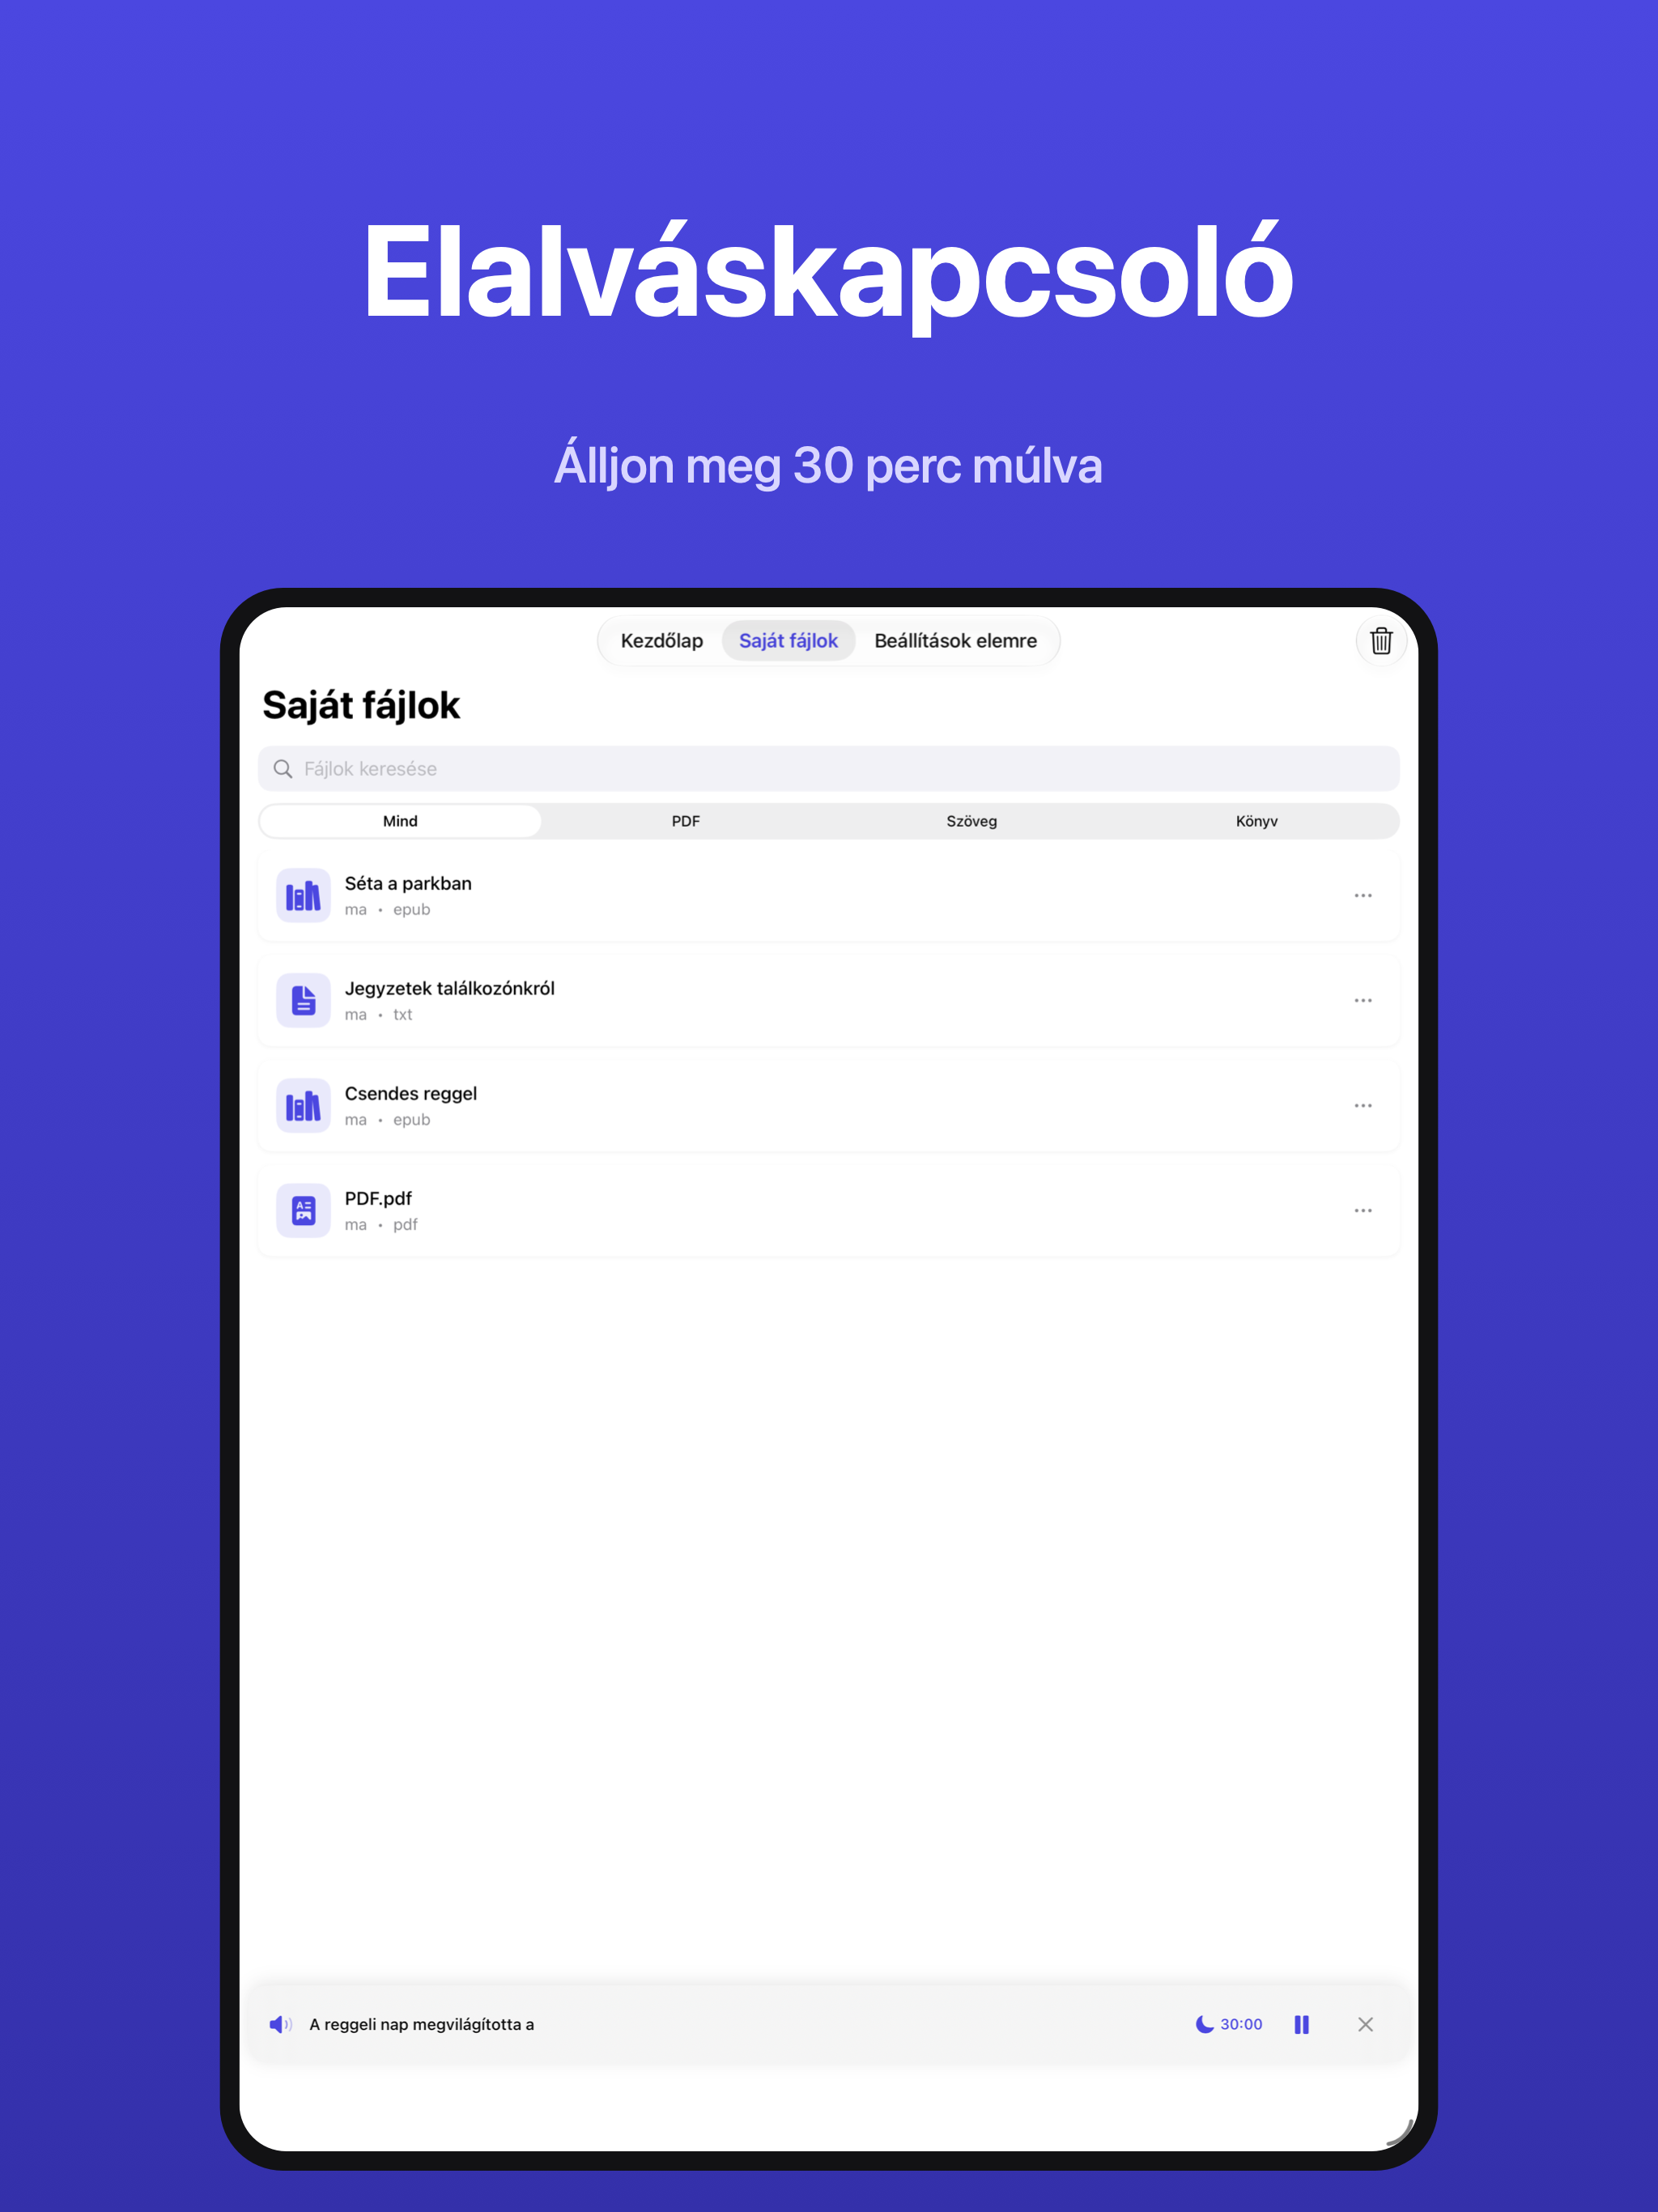 Elalváskapcsoló
Álljon meg 30 perc múlva
Kezdőlap
Saját fájlok
Beállítások elemre
Saját fájlok
Fájlok keresése
Mind
PDF
Szöveg
Könyv
Séta a parkban
ma • epub
Jegyzetek találkozónkról
ma • txt
Csendes reggel
ma • epub
PDF.pdf
ma • pdf
A reggeli nap megvilágította a
30:00